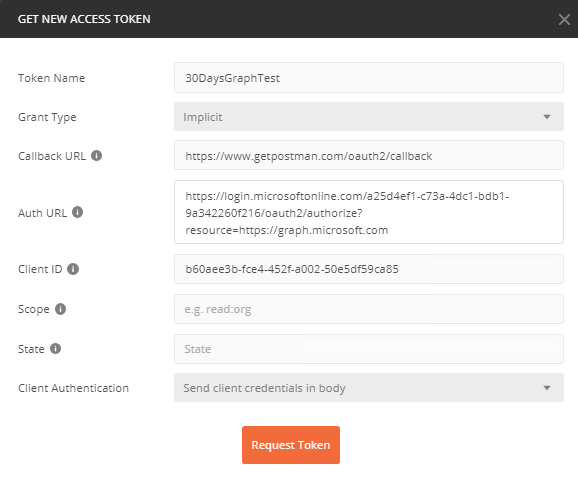 GET NEW ACCESS TOKEN
Token Name 30DaysGraphTest
Grant Type Implicit
Callback URL https://www.getpostman.com/oauth2/callback
Auth URL https://login.microsoftonline.com/a25d4ef1-c73a-4dc1-bdb1-
9a342260f216/oauth2/authorize?
resource=https://graph.microsoft.com
Client ID b60aee3b-fce4-452f-a002-50e5df59ca85
Scope e.g. read:org
State State
Client Authentication Send client credentials in body
Request Token